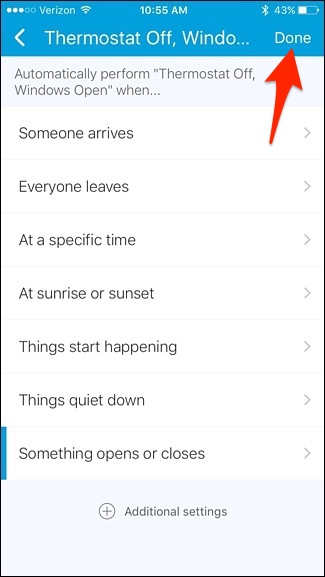 Verizon 10:55 AM 43%
Thermostat Off, Windo... Done
Automatically perform "Thermostat Off,
Windows Open" when...
Someone arrives
Everyone leaves
At a specific time
At sunrise or sunset
Things start happening
Things quiet down
Something opens or closes
Additional settings